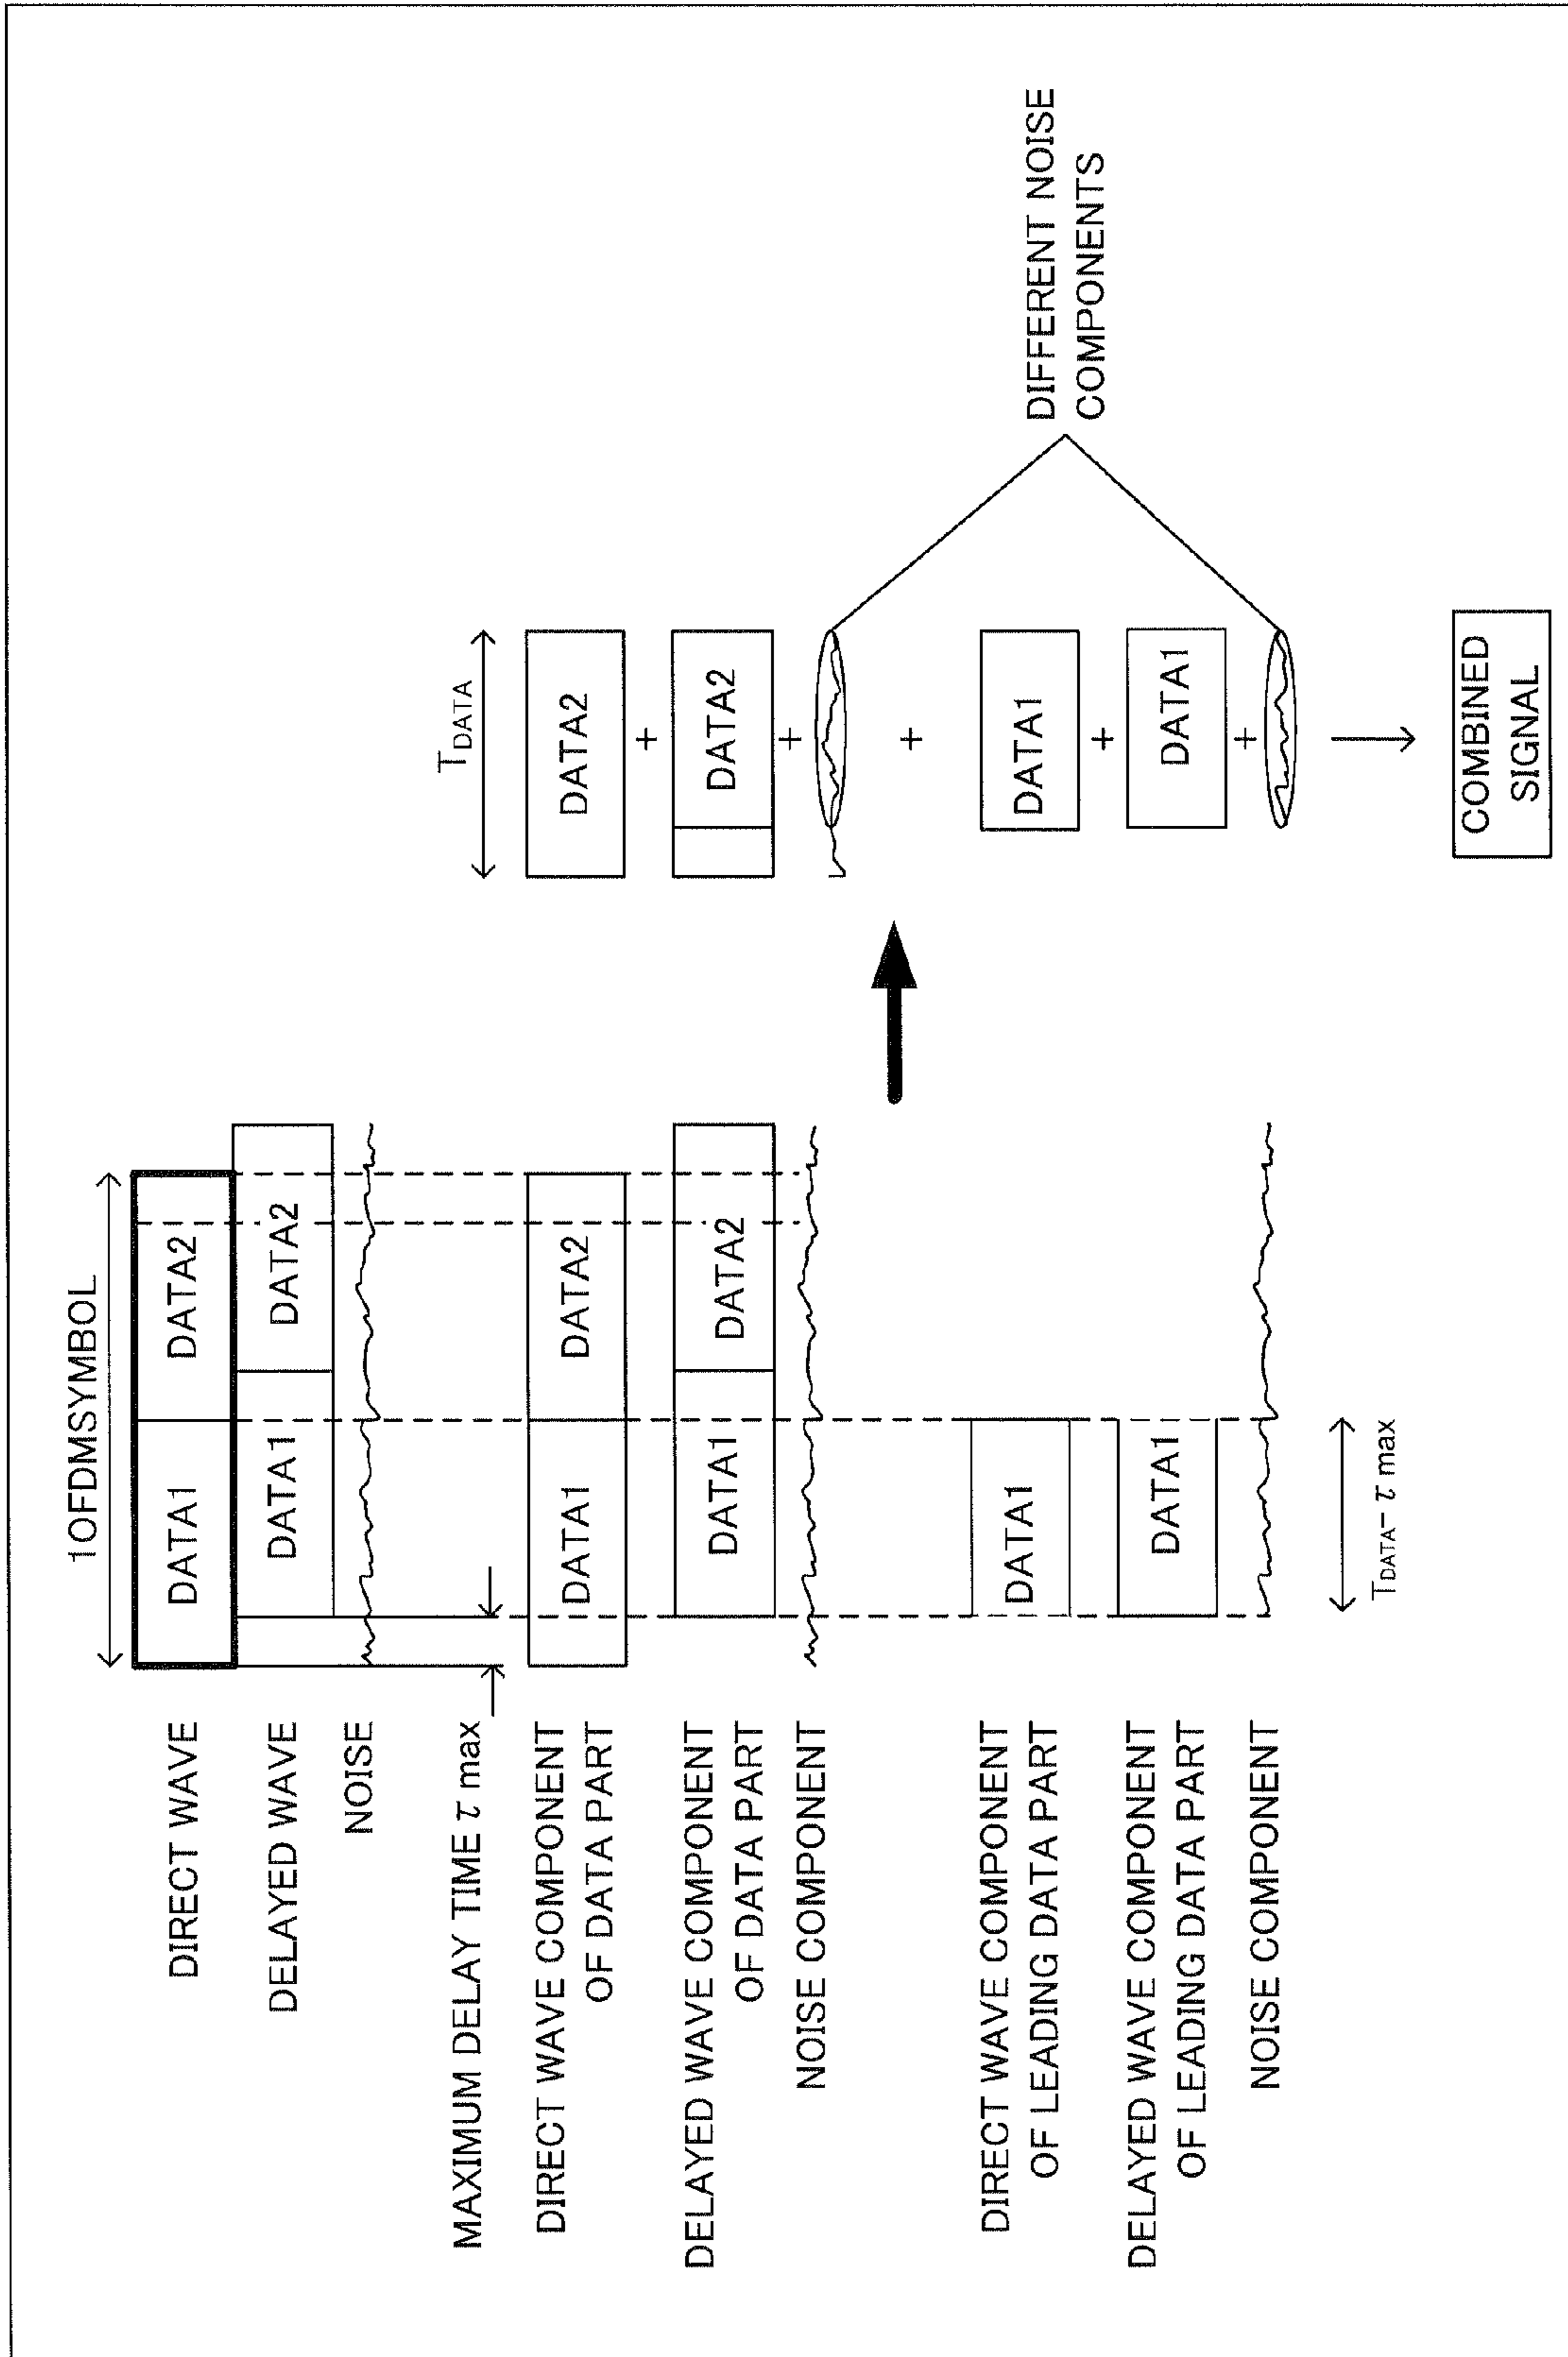 1OFDMSYMBOL
DIRECT WAVE
DATA1
DATA2
DELAYED WAVE
DATA1
DATA2
NOISE
MAXIMUM DELAY TIME τ max
DIRECT WAVE COMPONENT
OF DATA PART
DATA1
DATA2
DELAYED WAVE COMPONENT
OF DATA PART
DATA1
DATA2
NOISE COMPONENT
DIRECT WAVE COMPONENT
OF LEADING DATA PART
DATA1
DELAYED WAVE COMPONENT
OF LEADING DATA PART
DATA1
NOISE COMPONENT
TDATA- τ max
TDATA
DATA2
+
DATA2
+
+
DATA1
+
DATA1
+
DIFFERENT NOISE
COMPONENTS
COMBINED
SIGNAL